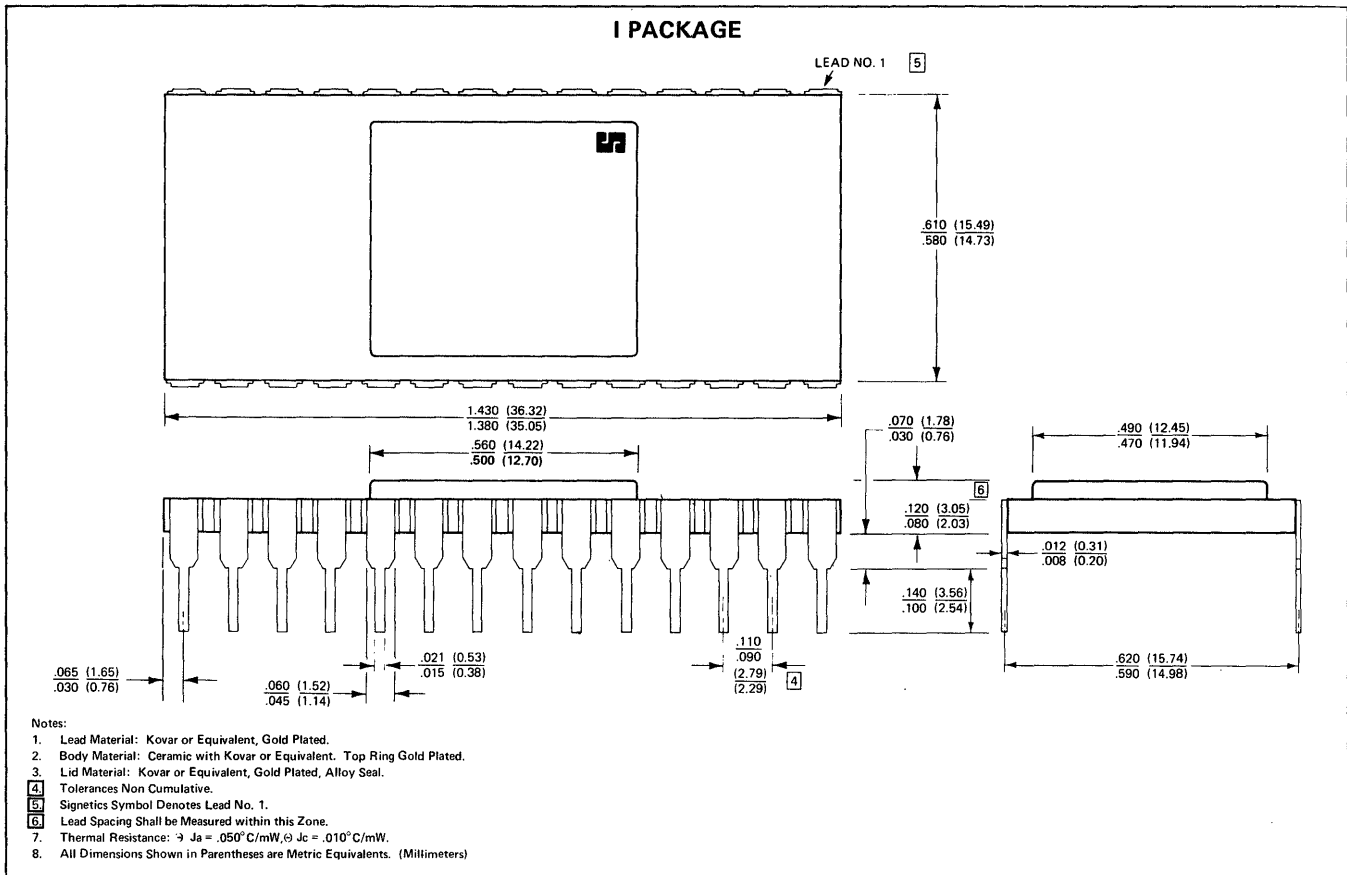 I PACKAGE
LEAD NO. 1 5
.610 (15.49)
.580 (14.73)
1.430 (36.32)
1.380 (35.05)
.560 (14.22)
.500 (12.70)
.070 (1.78)
.030 (0.76)
.490 (12.45)
.470 (11.94)
6
.120 (3.05)
.080 (2.03)
.012 (0.31)
.008 (0.20)
.140 (3.56)
.100 (2.54)
.110
.090
(2.79)
(2.29)
4
.021 (0.53)
.015 (0.38)
.065 (1.65)
.030 (0.76)
.060 (1.52)
.045 (1.14)
.620 (15.74)
.590 (14.98)
Notes:
1. Lead Material: Kovar or Equivalent, Gold Plated.
2. Body Material: Ceramic with Kovar or Equivalent. Top Ring Gold Plated.
3. Lid Material: Kovar or Equivalent, Gold Plated, Alloy Seal.
4. Tolerances Non Cumulative.
5. Signetics Symbol Denotes Lead No. 1.
6. Lead Spacing Shall be Measured within this Zone.
7. Thermal Resistance: Θ Ja = .050°C/mW, Θ Jc = .010°C/mW.
8. All Dimensions Shown in Parentheses are Metric Equivalents. (Millimeters)